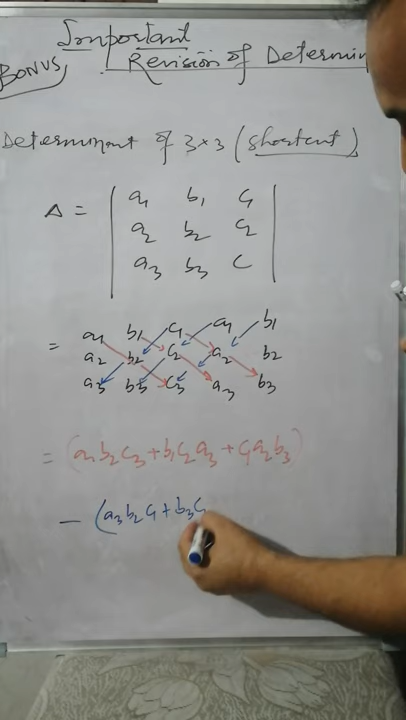 Important
BONUS Revision of Determin
Determinant of 3×3 (shortcut)
Δ = | a₁ b₁ c₁ |
| a₂ b₂ c₂ |
| a₃ b₃ c |
= a₁ b₁ c₁ a₁ b₁
a₂ b₂ c₂ a₂ b₂
a₃ b₃ c₃ a₃ b₃
= (a₁b₂c₃+b₁c₂a₃+c₁a₂b₃)
- (a₃b₂c₁+b₃c